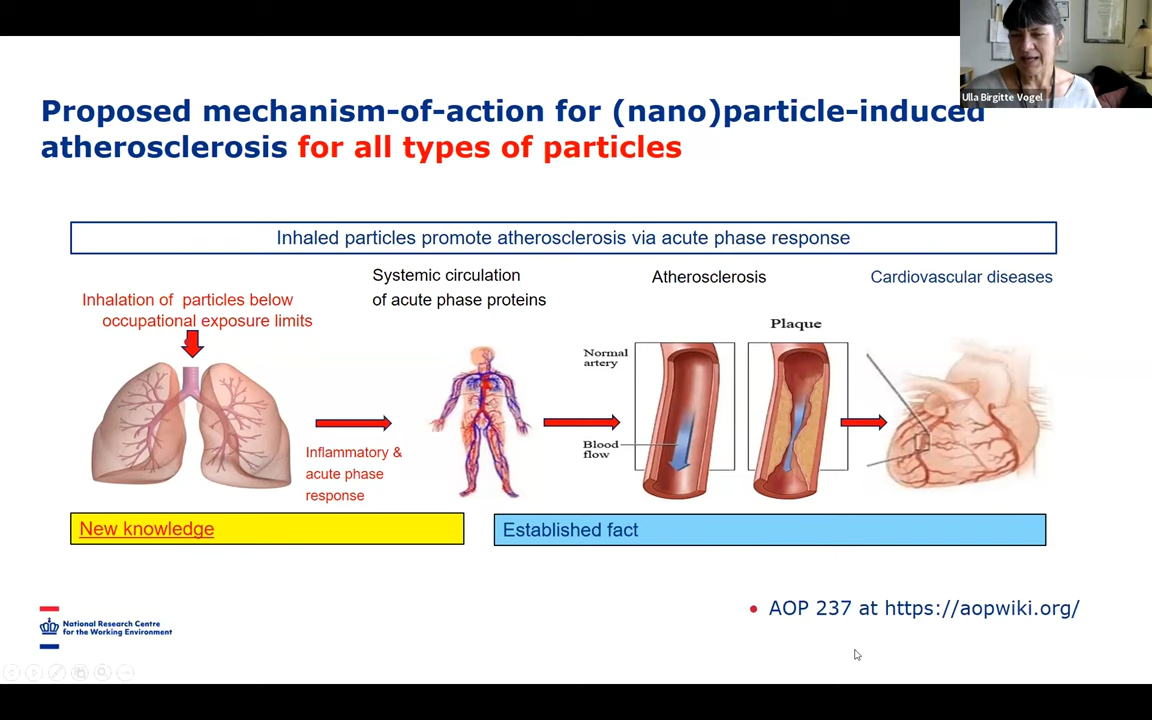 Ulla Birgitte Vogel
Proposed mechanism-of-action for (nano)particle-induced
atherosclerosis for all types of particles
Inhaled particles promote atherosclerosis via acute phase response
Inhalation of particles below
occupational exposure limits
Systemic circulation
of acute phase proteins
Atherosclerosis
Cardiovascular diseases
Plaque
Normal
artery
Blood
flow
Inflammatory &
acute phase
response
New knowledge
Established fact
AOP 237 at https://aopwiki.org/
National Research Centre
for the Working Environment